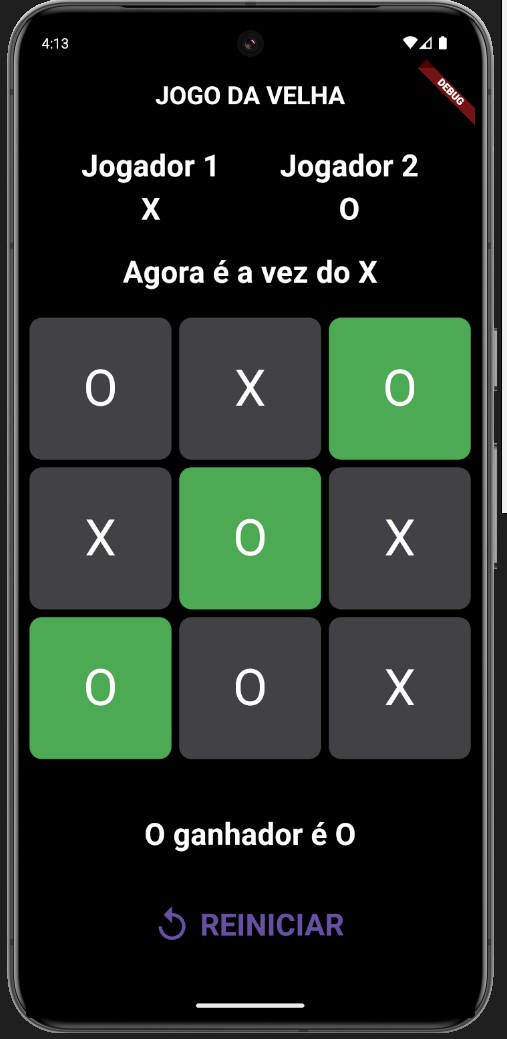 4:13
DEBUG
JOGO DA VELHA
Jogador 1 Jogador 2
X O
Agora é a vez do X
O X O
X O X
O O X
O ganhador é O
REINICIAR